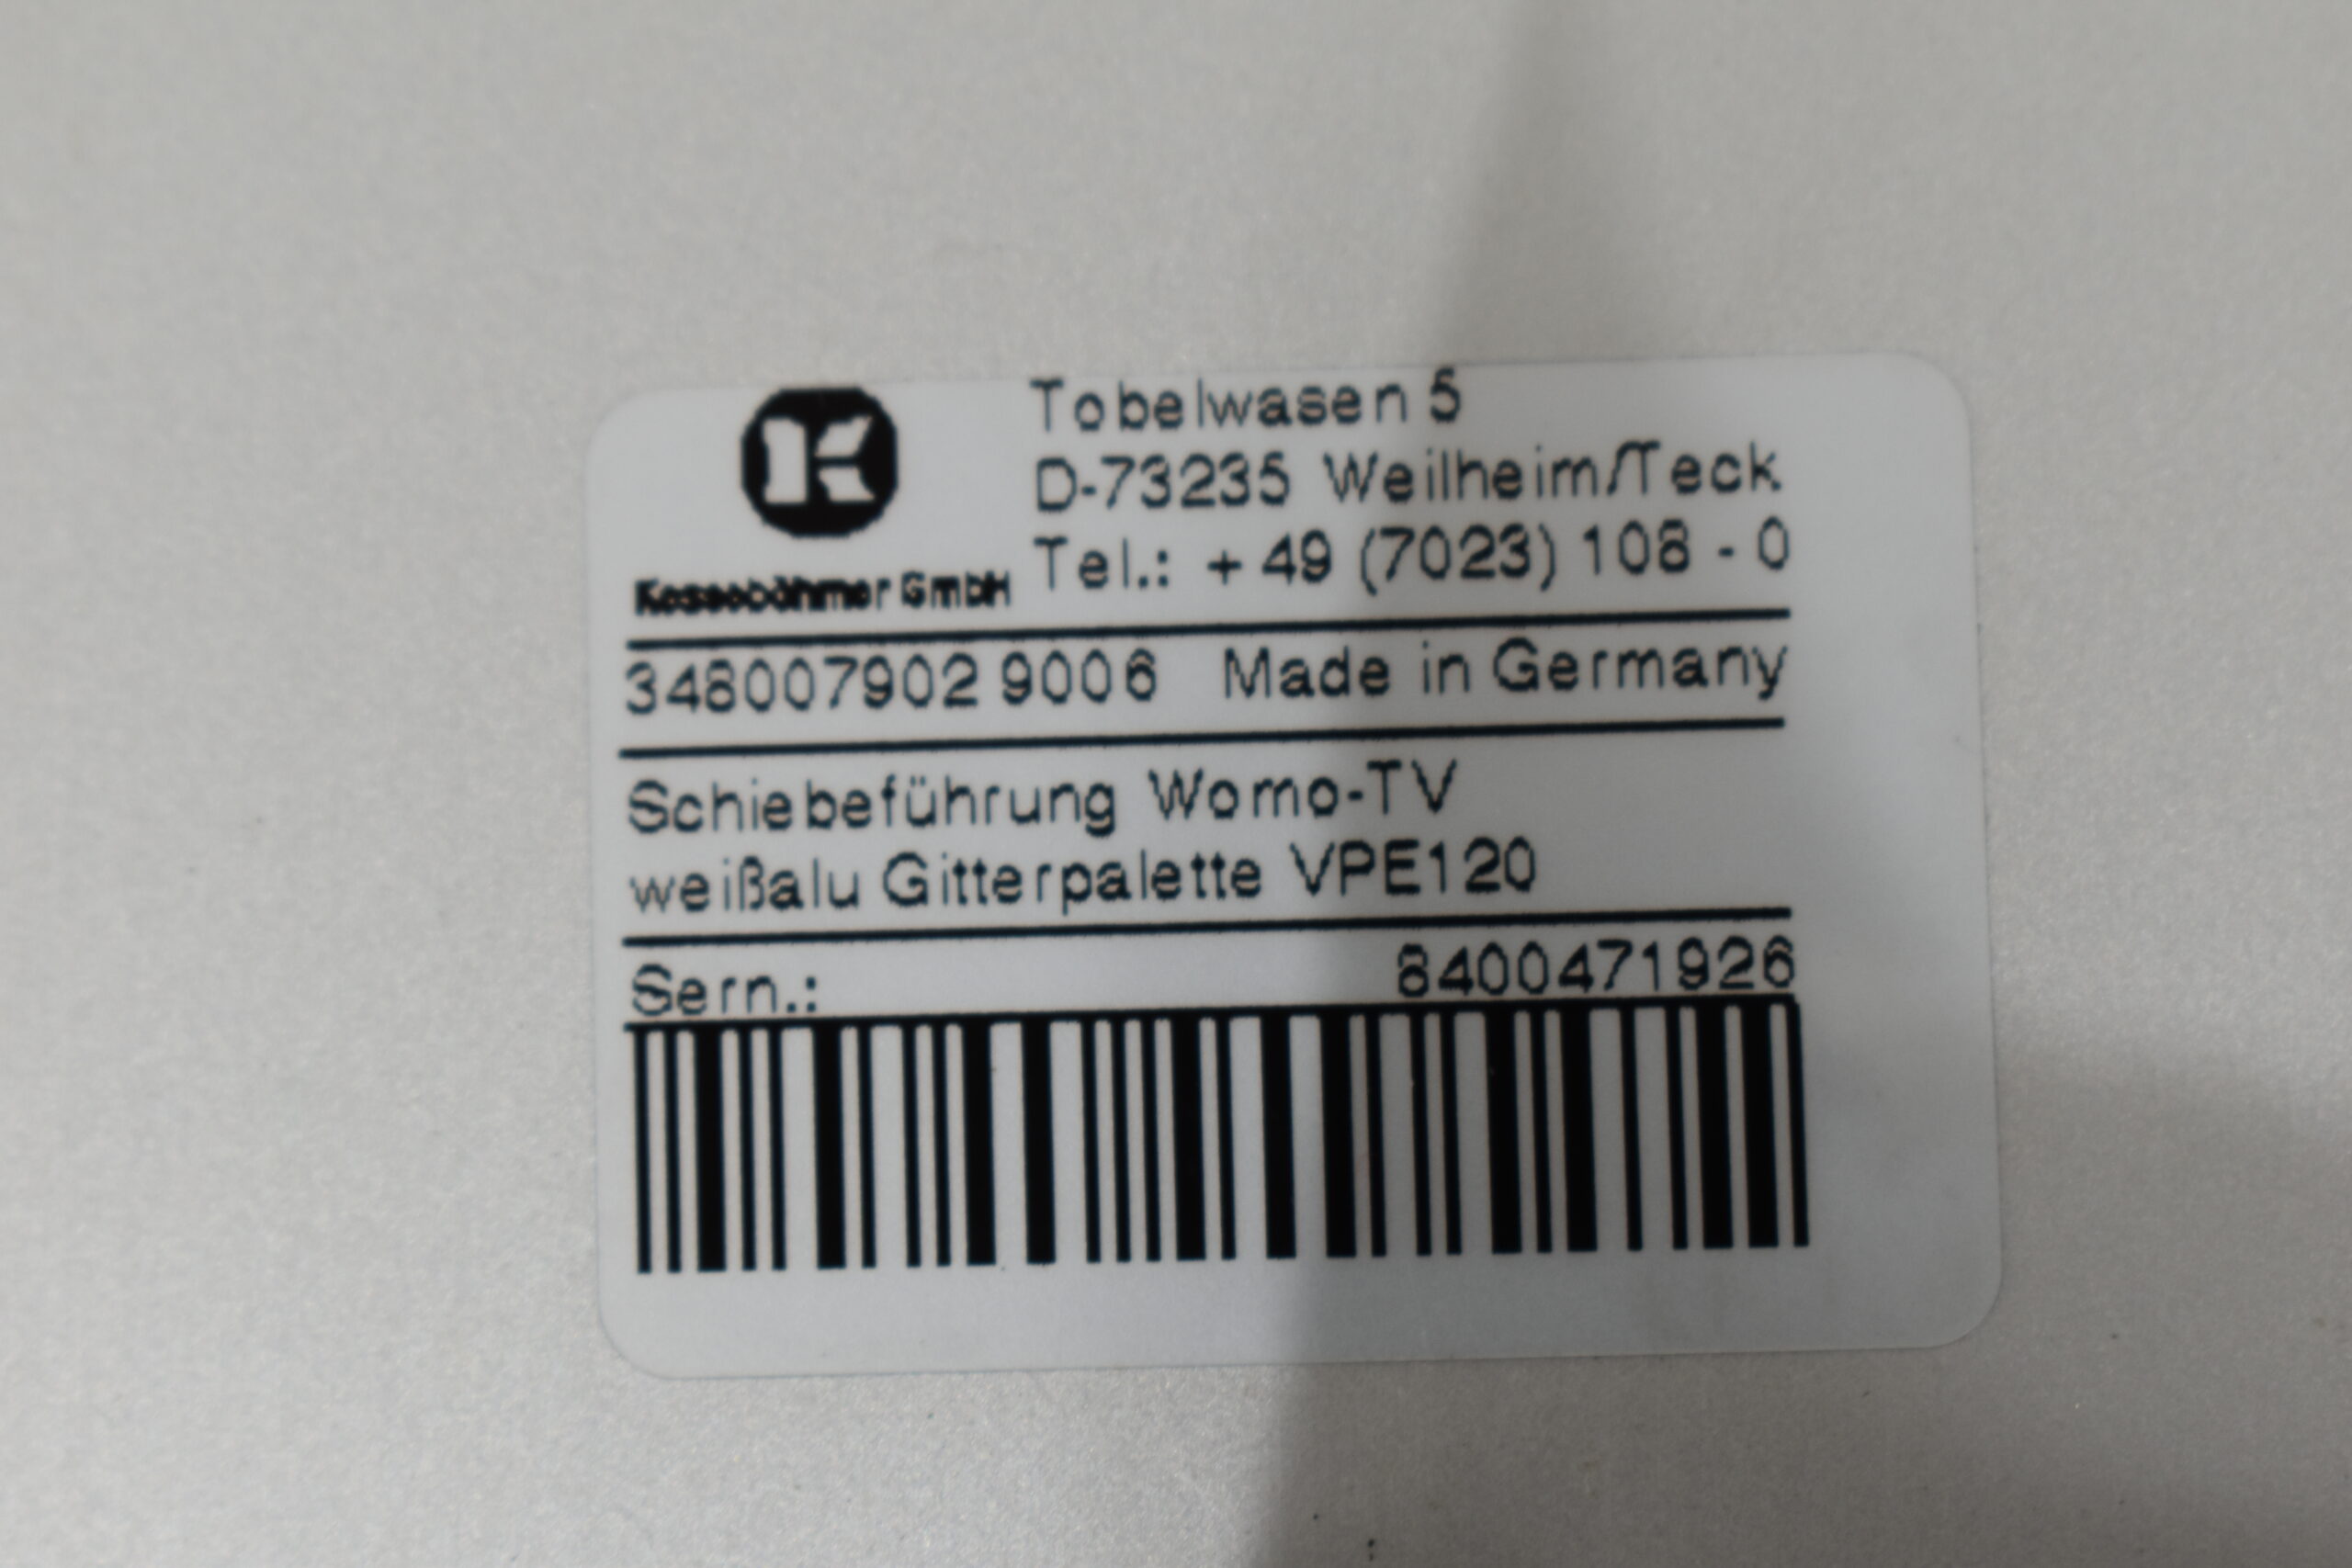 K
Kesseböhmer GmbH
Tobelwasen 5
D-73235 Weilheim/Teck
Tel.: +49 (7023) 108 - 0
348007902 9006 Made in Germany
Schiebeführung Womo-TV
weißalu Gitterpalette VPE120
Sern.: 8400471926